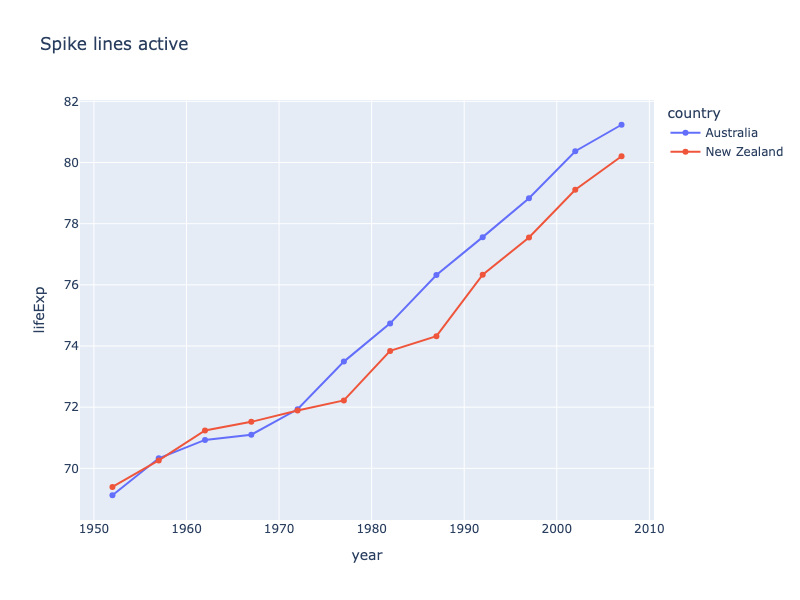 Spike lines active
country
Australia
New Zealand
82
80
78
76
74
72
70
lifeExp
1950
1960
1970
1980
1990
2000
2010
year